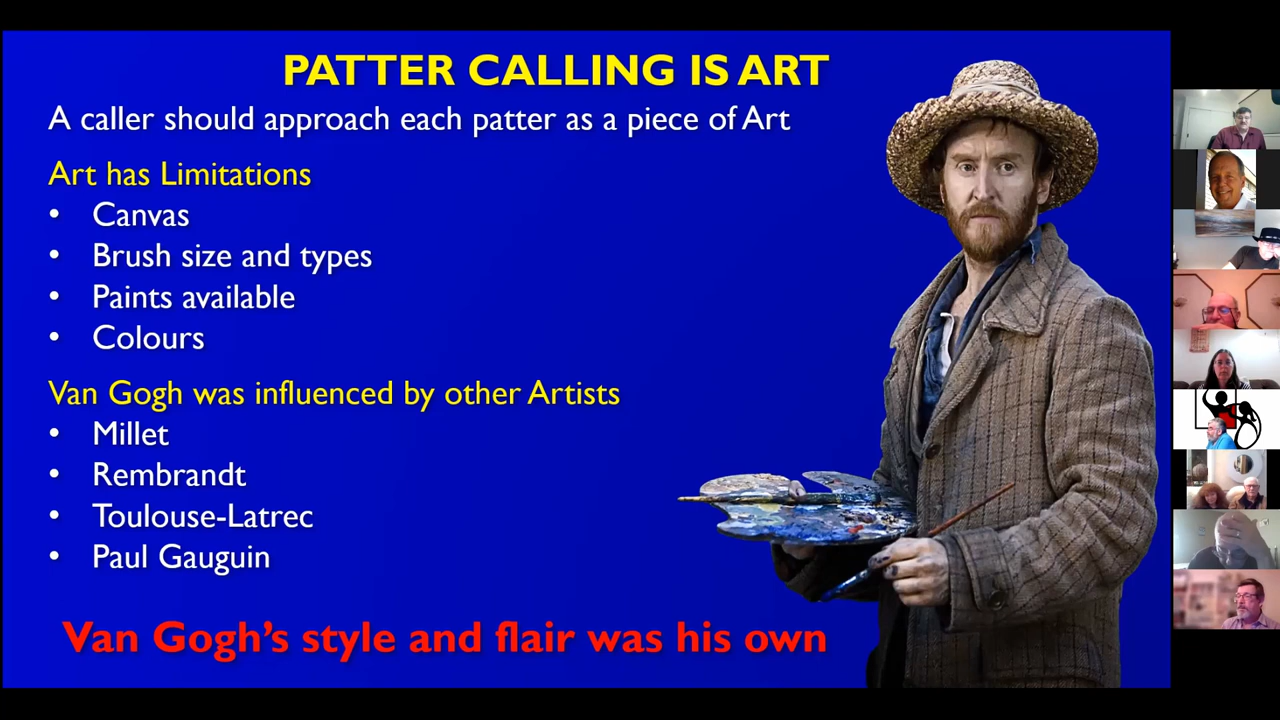 PATTER CALLING IS ART
A caller should approach each patter as a piece of Art
Art has Limitations
• Canvas
• Brush size and types
• Paints available
• Colours
Van Gogh was influenced by other Artists
• Millet
• Rembrandt
• Toulouse-Latrec
• Paul Gauguin
Van Gogh's style and flair was his own